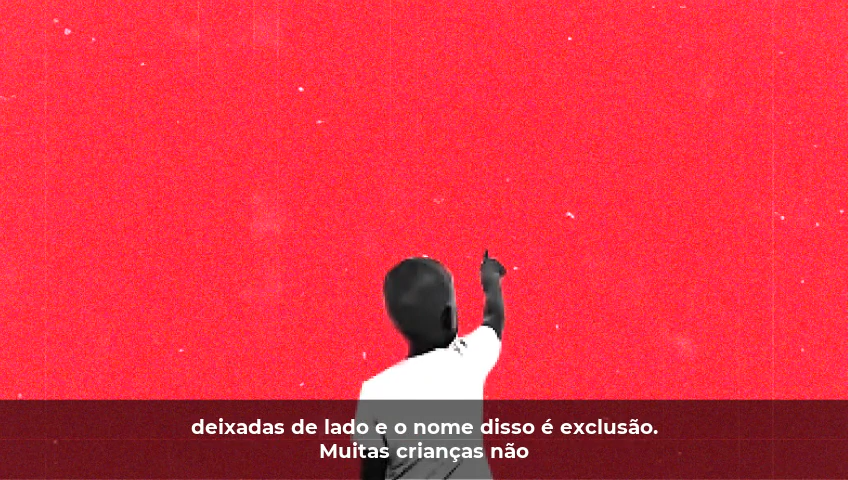 deixadas de lado e o nome disso é exclusão.
Muitas crianças não